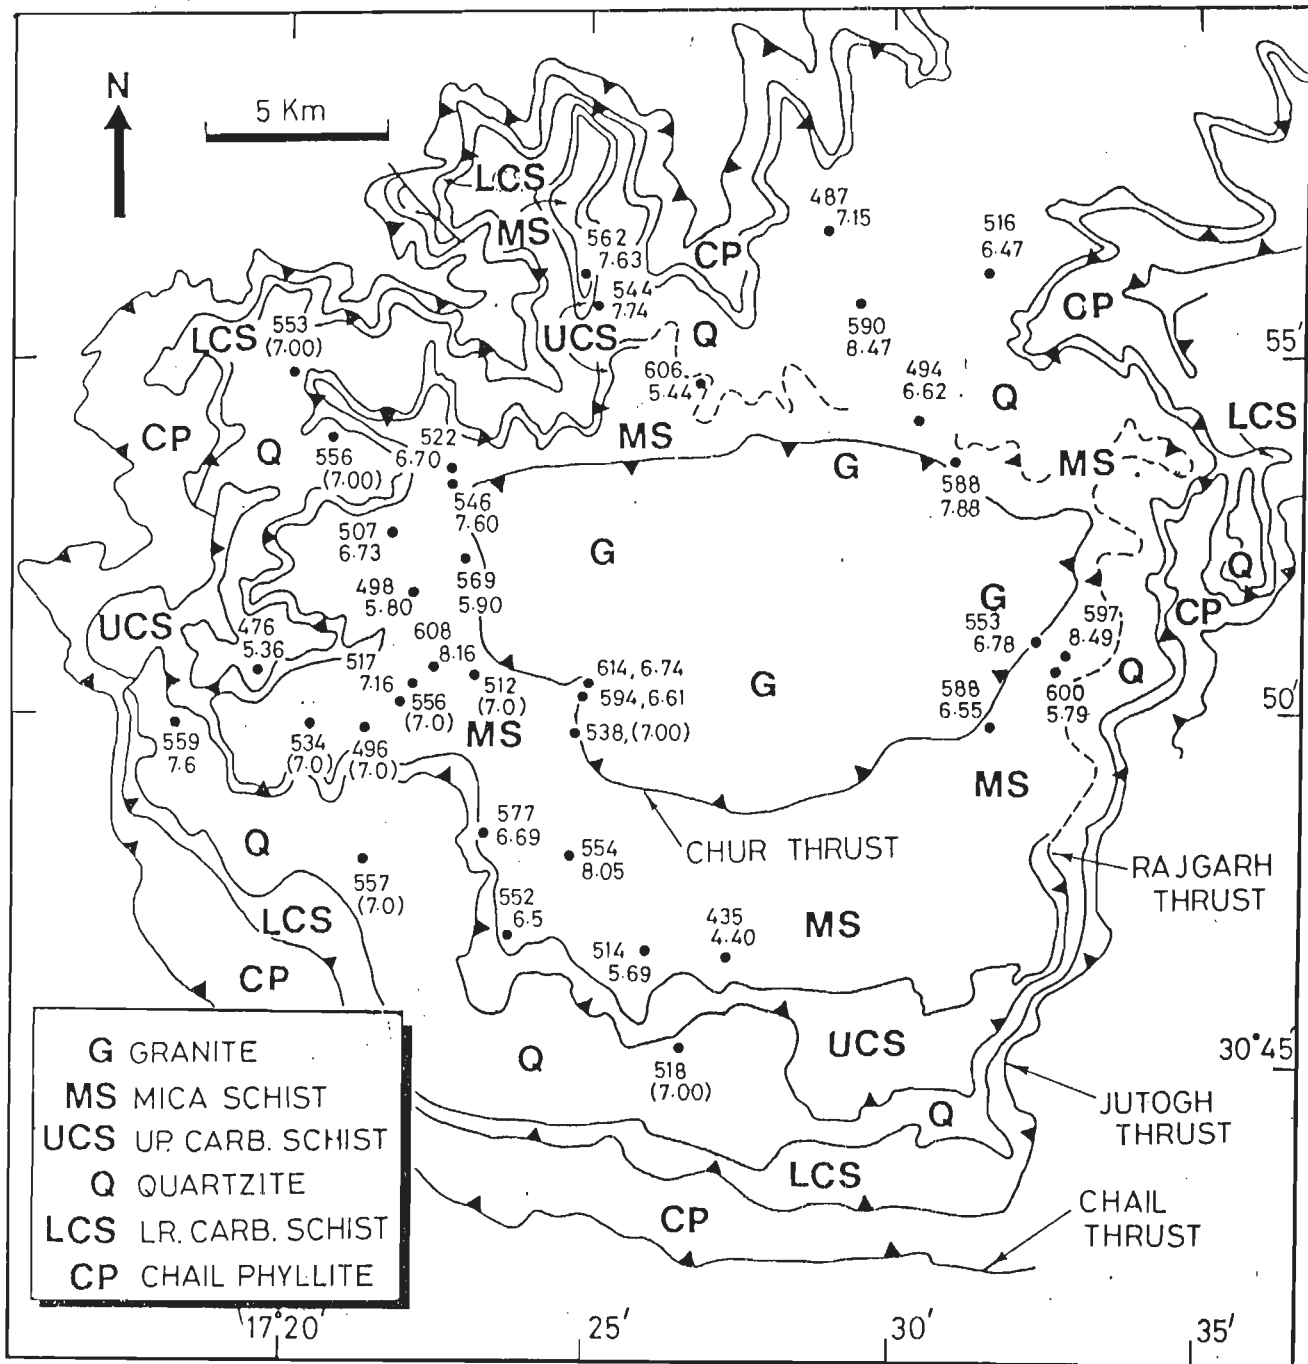 N
5 Km
LCS
MS
562
7.63
544
7.74
UCS
CP
487
7.15
516
6.47
CP
590
8.47
Q
55'
LCS
553
(7.00)
606
5.44
494
6.62
Q
LCS
CP
Q
556
(7.00)
522
6.70
MS
G
588
7.88
MS
546
7.60
507
6.73
G
569
5.90
498
5.80
G
553
6.78
597
8.49
Q
CP
UCS
476
5.36
608
8.16
517
7.16
512
(7.0)
556
(7.0)
614, 6.74
594, 6.61
538, (7.00)
G
588
6.55
600
5.79
Q
50'
MS
559
7.6
534
(7.0)
496
(7.0)
MS
Q
577
6.69
554
8.05
CHUR THRUST
RAJGARH
THRUST
557
(7.0)
LCS
552
6.5
514
5.69
435
4.40
MS
CP
UCS
Q
518
(7.00)
30°45
Q
JUTOGH
THRUST
LCS
CP
CHAIL
THRUST
G GRANITE
MS MICA SCHIST
UCS UP. CARB. SCHIST
Q QUARTZITE
LCS LR. CARB. SCHIST
CP CHAIL PHYLLITE
17°20'
25'
30'
35'